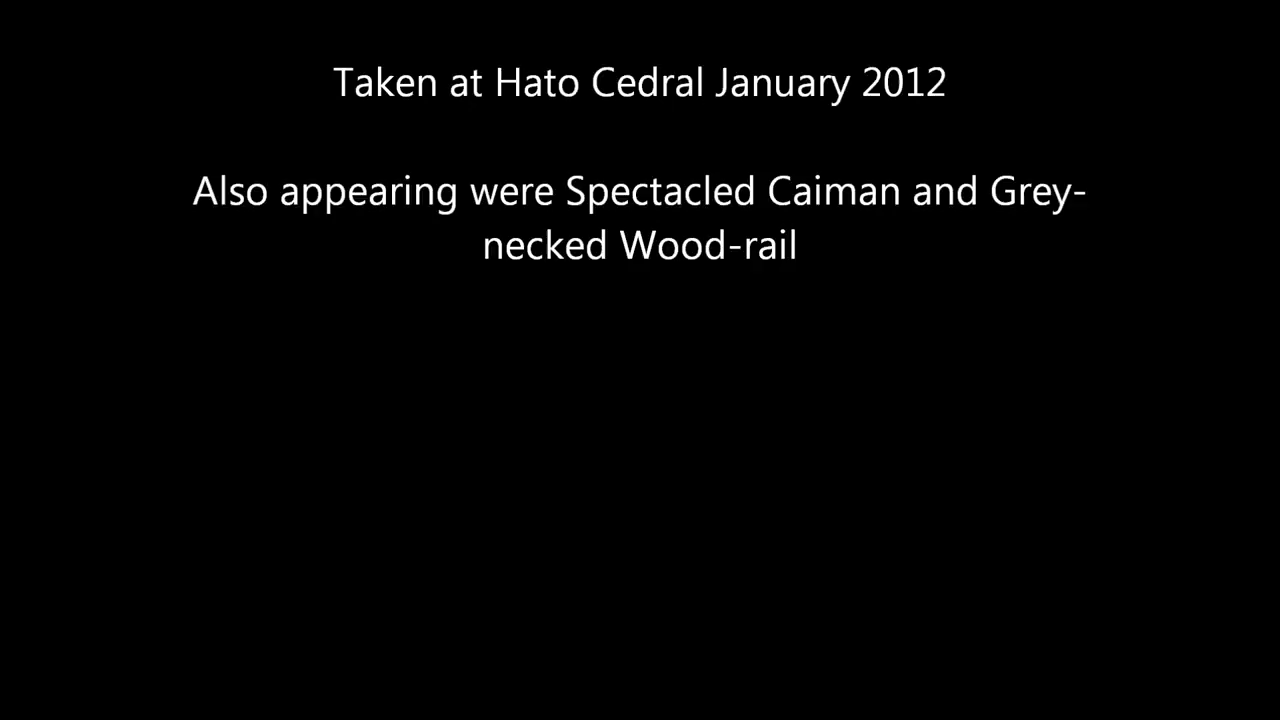 Taken at Hato Cedral January 2012
Also appearing were Spectacled Caiman and Grey-
necked Wood-rail